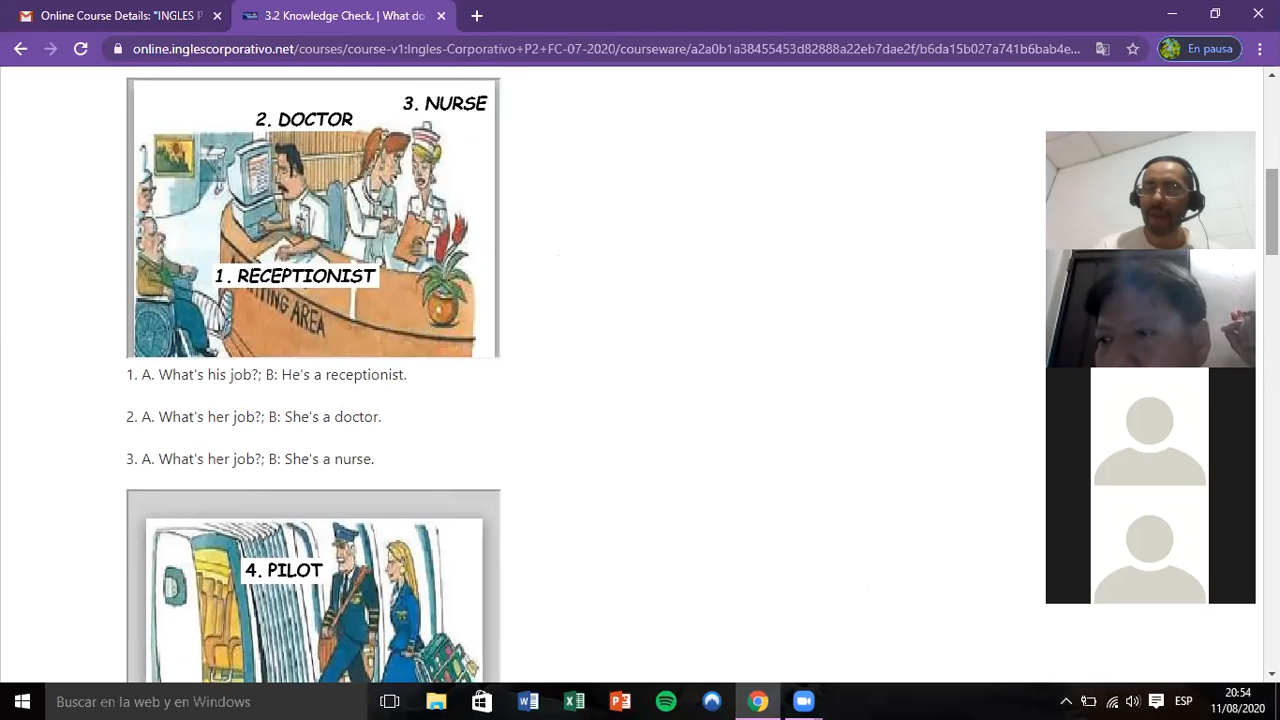 Online Course Details: "INGLES P
3.2 Knowledge Check. | What do
online.inglescorporativo.net/courses/course-v1:Ingles-Corporativo+P2+FC-07-2020/courseware/a2a0b1a38455453d82888a22eb7dae2f/b6da15b027a741b6bab4e...
En pausa
3. NURSE
2. DOCTOR
1. RECEPTIONIST
WAITING AREA
1. A. What's his job?; B: He's a receptionist.
2. A. What's her job?; B: She's a doctor.
3. A. What's her job?; B: She's a nurse.
4. PILOT
Buscar en la web y en Windows
ESP
20:54
11/08/2020